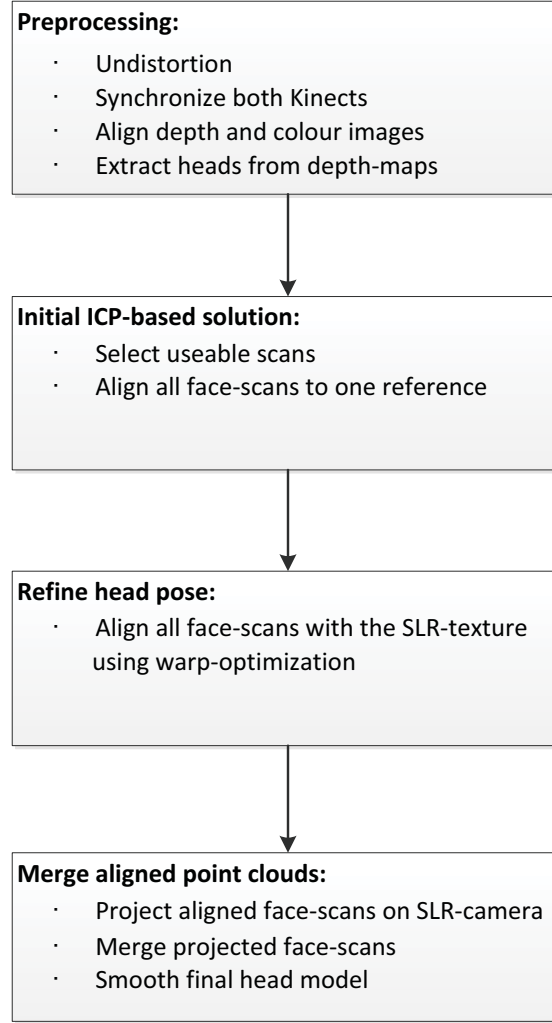 Preprocessing:
· Undistortion
· Synchronize both Kinects
· Align depth and colour images
· Extract heads from depth-maps
Initial ICP-based solution:
· Select useable scans
· Align all face-scans to one reference
Refine head pose:
· Align all face-scans with the SLR-texture
using warp-optimization
Merge aligned point clouds:
· Project aligned face-scans on SLR-camera
· Merge projected face-scans
· Smooth final head model